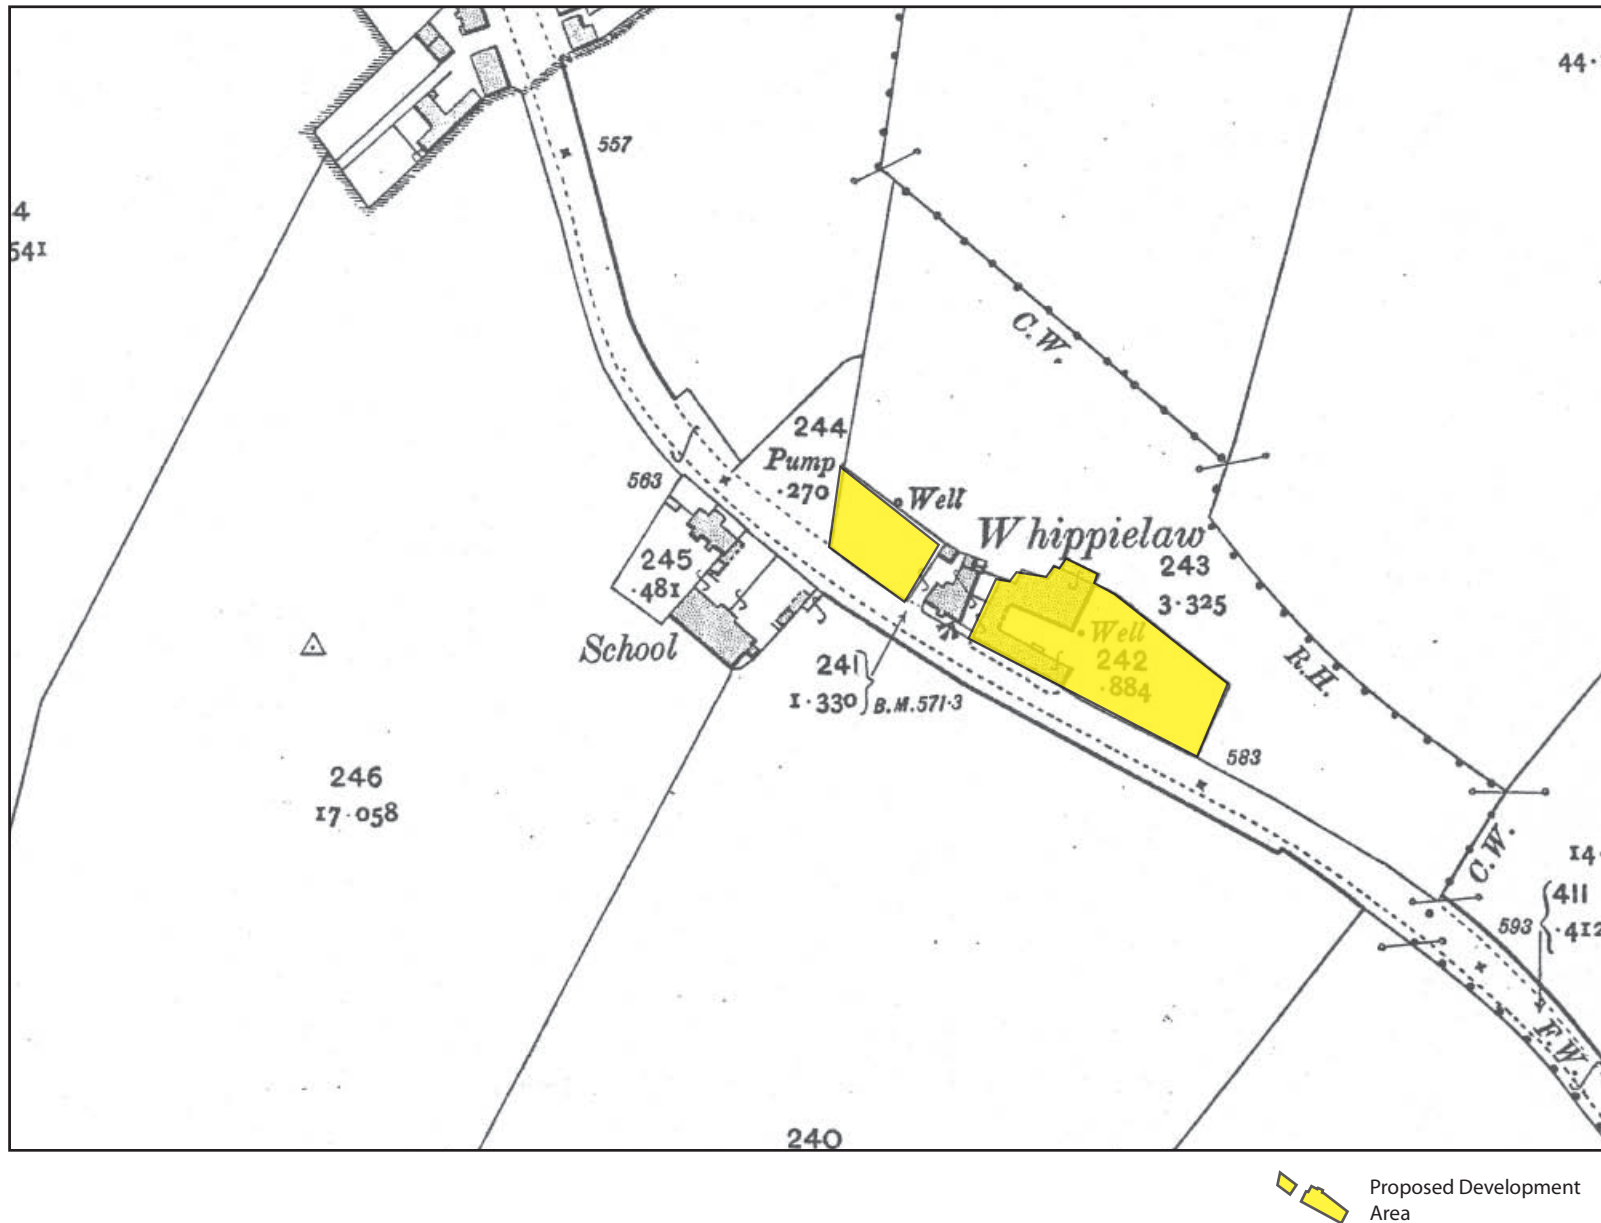 44.
557
4
541
C.W.
244
Pump
.270
563
Well
Whippielaw
243
3.325
245
.481
School
Well
242
.884
R.H.
241
1.330
B.M.571.3
583
246
17.058
C.W.
14.
411
.412
593
F.W.
240
Proposed Development
Area